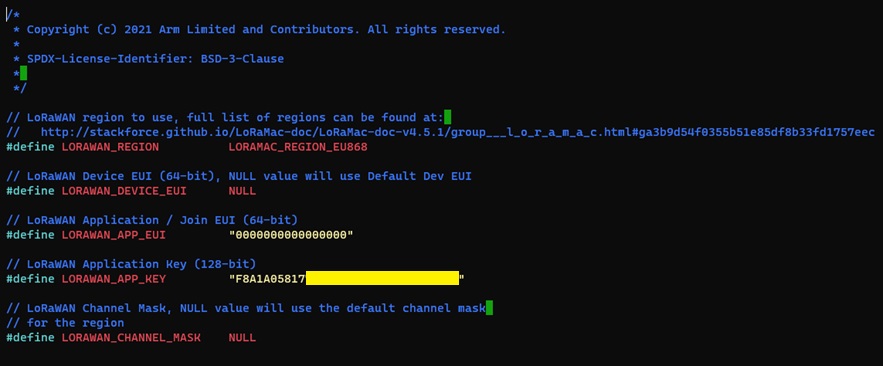 /*
 * Copyright (c) 2021 Arm Limited and Contributors. All rights reserved.
 *
 * SPDX-License-Identifier: BSD-3-Clause
 *
 */
// LoRaWAN region to use, full list of regions can be found at:
//   http://stackforce.github.io/LoRaMac-doc/LoRaMac-doc-v4.5.1/group___l_o_r_a_m_a_c.html#ga3b9d54f0355b51e85df8b33fd1757eec
#define LORAWAN_REGION          LORAMAC_REGION_EU868
// LoRaWAN Device EUI (64-bit), NULL value will use Default Dev EUI
#define LORAWAN_DEVICE_EUI      NULL
// LoRaWAN Application / Join EUI (64-bit)
#define LORAWAN_APP_EUI         "0000000000000000"
// LoRaWAN Application Key (128-bit)
#define LORAWAN_APP_KEY         "F8A1A05817"
// LoRaWAN Channel Mask, NULL value will use the default channel mask
// for the region
#define LORAWAN_CHANNEL_MASK    NULL